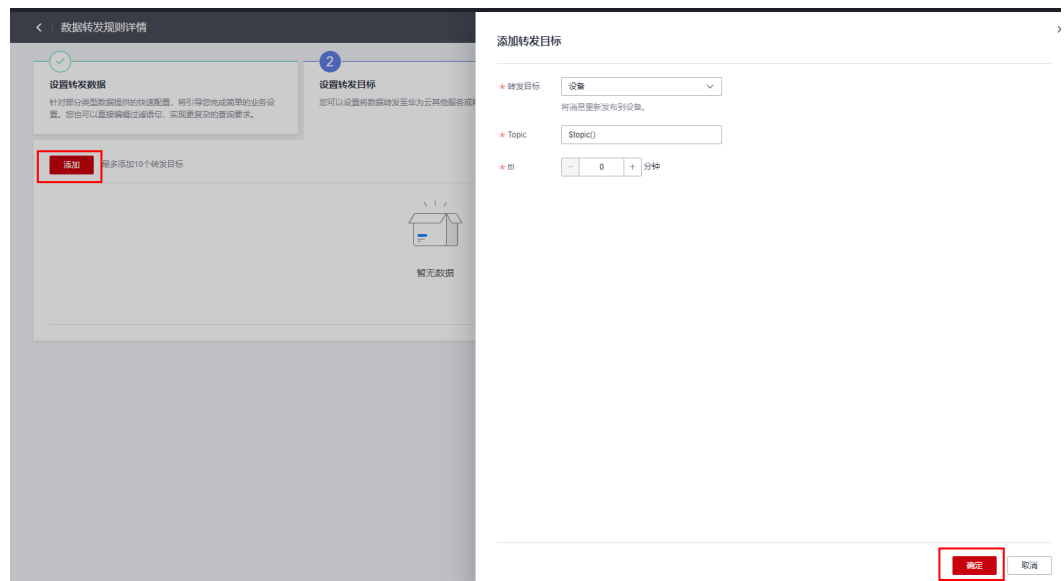 数据转发规则详情
设置转发数据
针对部分类型数据提供的快速配置，将引导您完成简单的业务设
置。您也可以直接编辑过滤语句，实现更复杂的查询要求。
2
设置转发目标
您可以设置将数据转发至华为云其他服务或
添加
最多添加10个转发目标
暂无数据
添加转发目标
* 转发目标 设备
将消息重新发布到设备。
* Topic $topic()
* ttl − 0 + 分钟
确定 取消